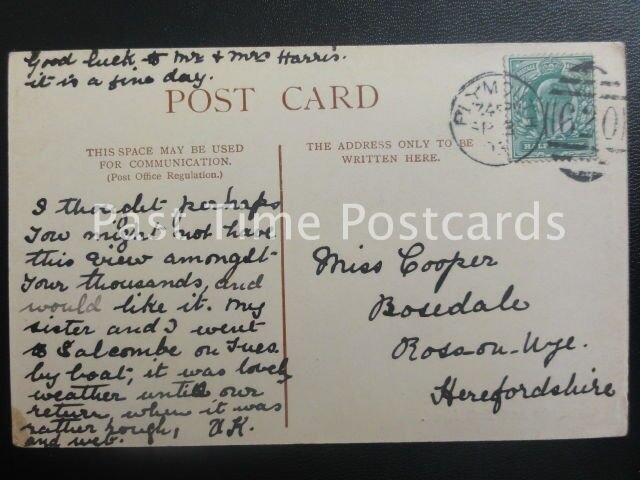 Good luck to Mr & Mrs Harris.
it is a fine day.
POST CARD
THIS SPACE MAY BE USED
FOR COMMUNICATION.
(Post Office Regulation.)
THE ADDRESS ONLY TO BE
WRITTEN HERE.
PLYM
620
HAL
I thought perhaps
You might not have
this view amongst
Your thousands, and
would like it. My
sister and I went
to Salcombe on Tues.
by boat, it was lovely
weather until our
return, when it was
rather rough,
and wet.
Miss Cooper
Bosedale
Ross-on-Wye.
Herefordshire
Past Time Postcards